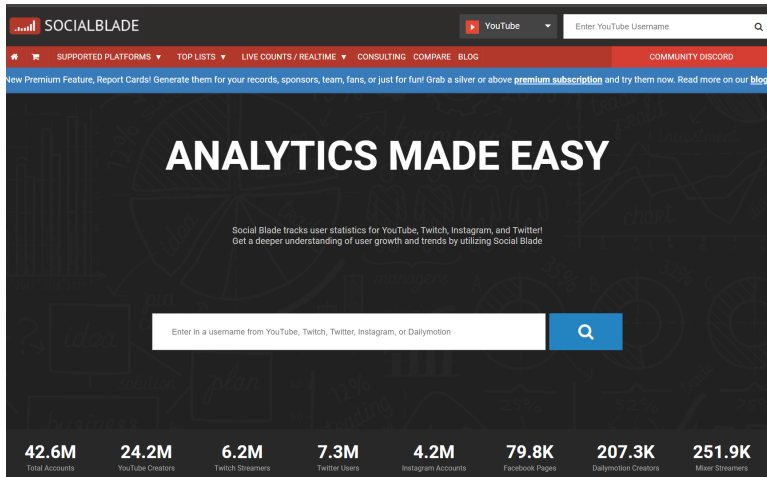 SOCIALBLADE
YouTube
Enter YouTube Username
SUPPORTED PLATFORMS ▼ TOP LISTS ▼ LIVE COUNTS / REALTIME ▼ CONSULTING COMPARE BLOG COMMUNITY DISCORD
New Premium Feature, Report Cards! Generate them for your records, sponsors, team, fans, or just for fun! Grab a silver or above premium subscription and try them now. Read more on our blog
ANALYTICS MADE EASY
Social Blade tracks user statistics for YouTube, Twitch, Instagram, and Twitter!
Get a deeper understanding of user growth and trends by utilizing Social Blade
Enter in a username from YouTube, Twitch, Twitter, Instagram, or Dailymotion
idea
plan
solution
chart
42.6M 24.2M 6.2M 7.3M 4.2M 79.8K 207.3K 251.9K
Total Accounts YouTube Creators Twitch Streamers Twitter Users Instagram Accounts Facebook Pages Dailymotion Creators Mixer Streamers